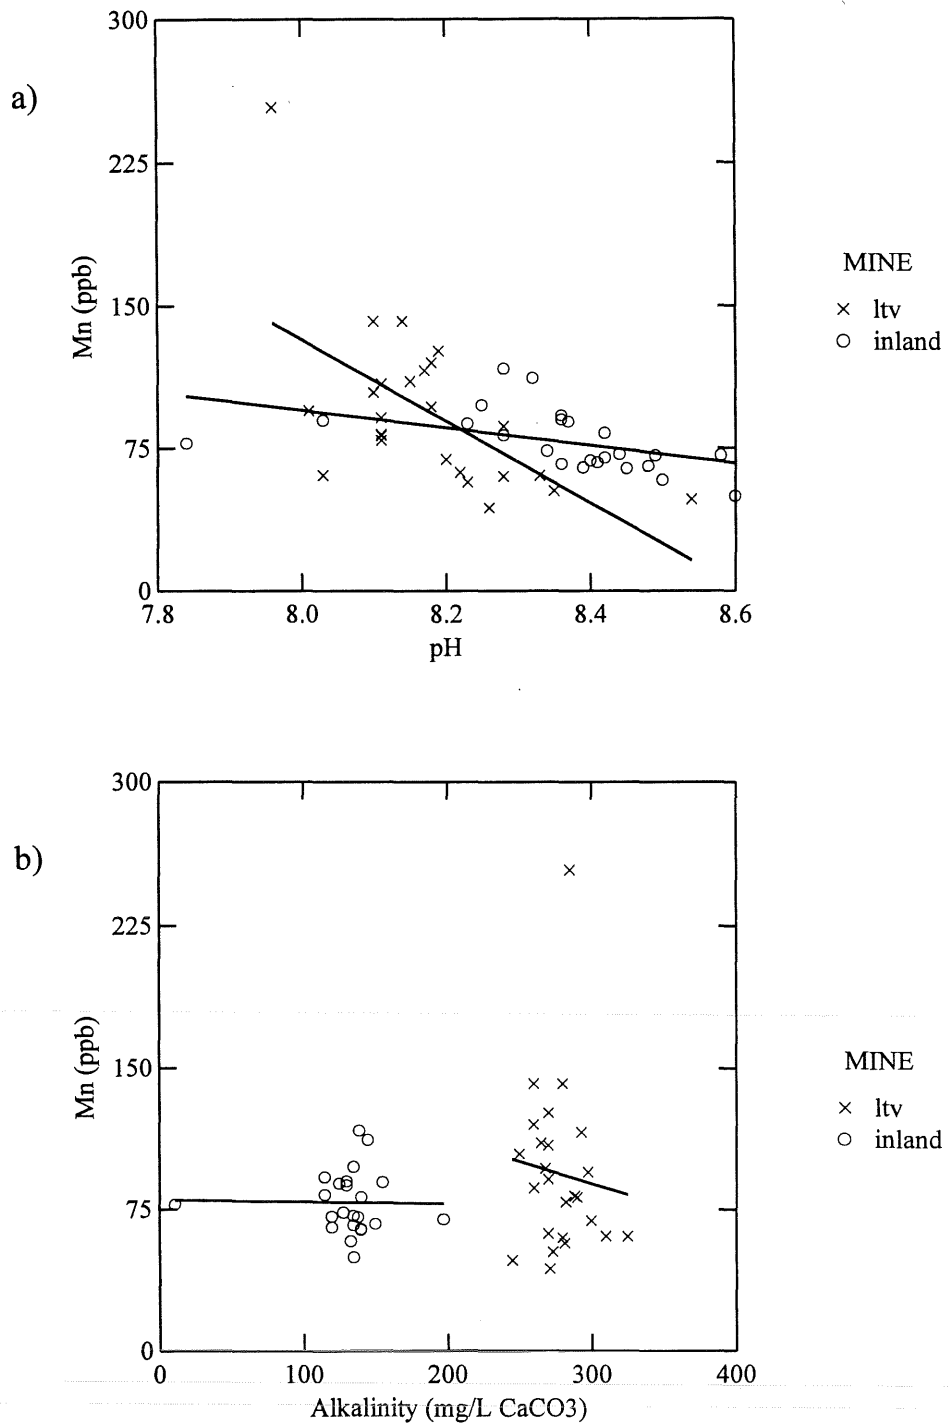 a)
300
225
150
75
0
Mn (ppb)
7.8 8.0 8.2 8.4 8.6
pH
MINE
ltv
inland
b)
300
225
150
75
0
Mn (ppb)
0 100 200 300 400
Alkalinity (mg/L CaCO3)
MINE
ltv
inland